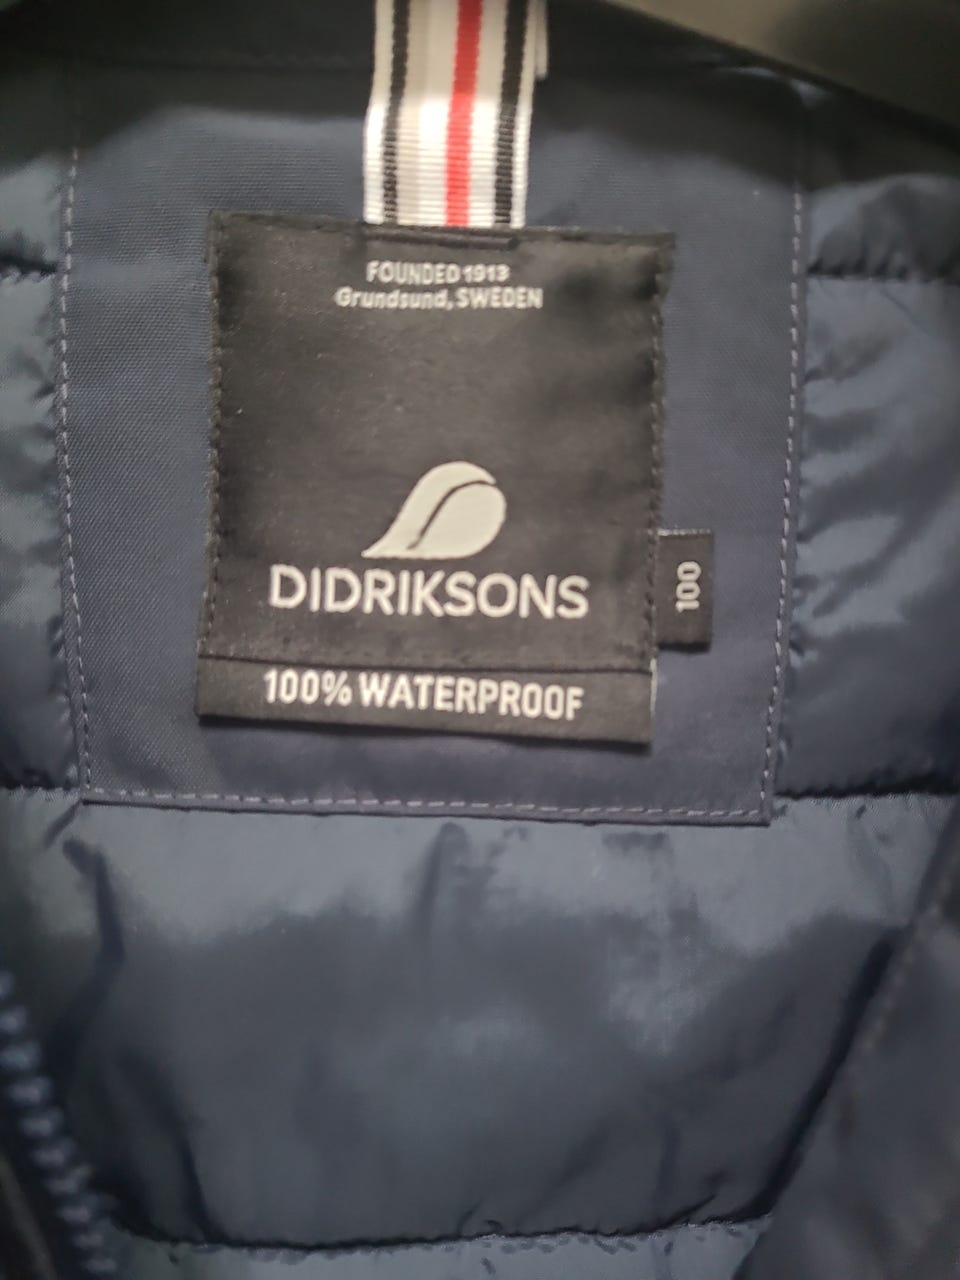 FOUNDED 1913
Grundsund, SWEDEN
DIDRIKSONS
100
100% WATERPROOF